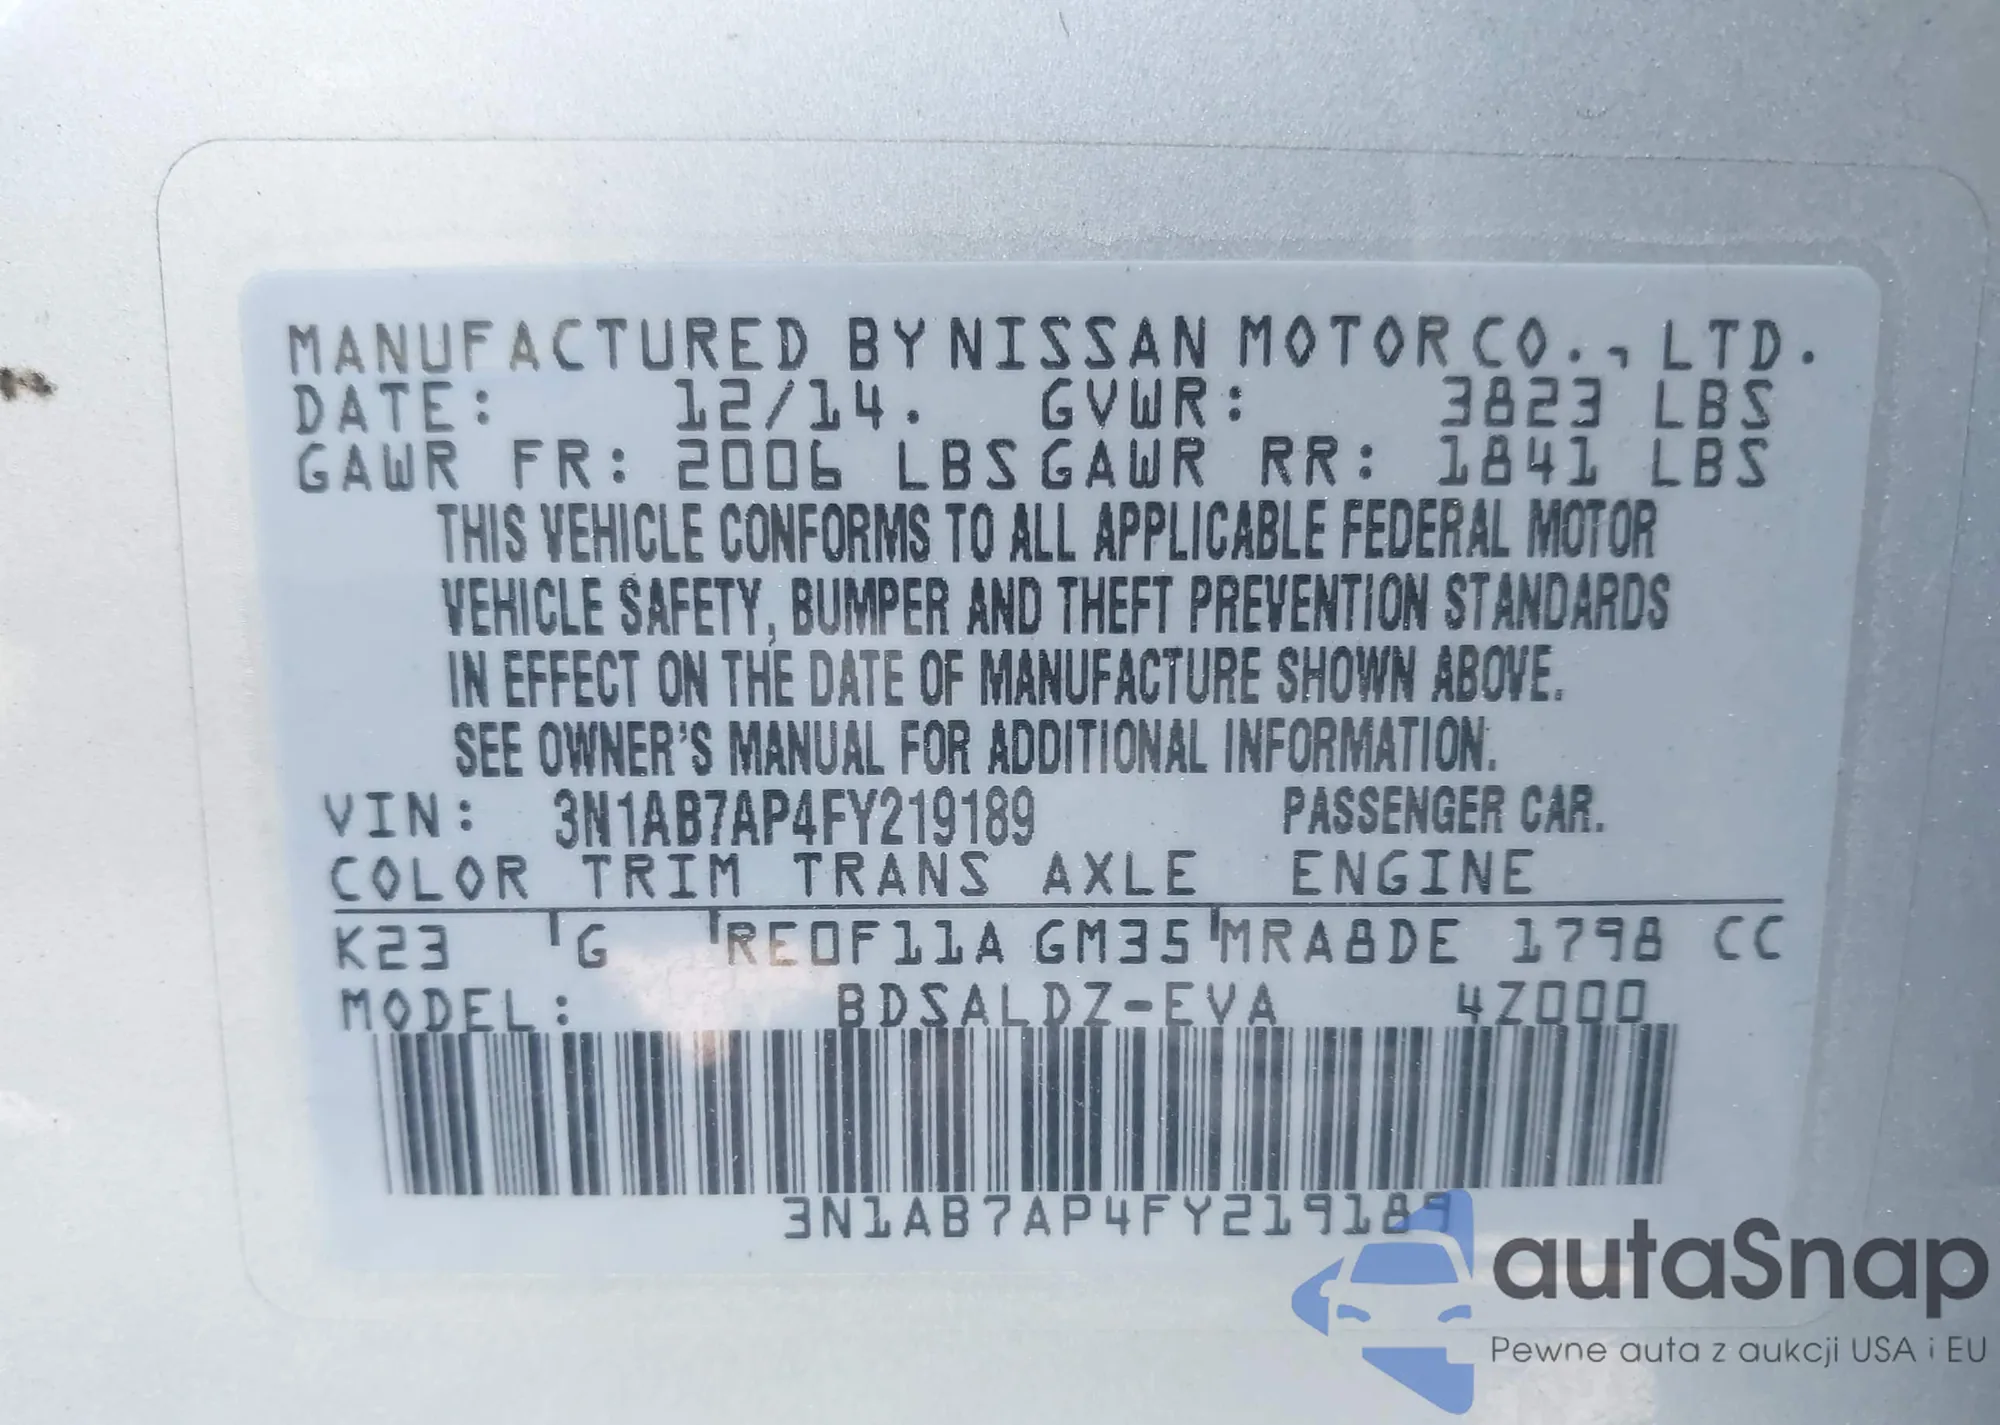 MANUFACTURED BY NISSAN MOTOR CO., LTD.
DATE: 12/14. GVWR: 3823 LBS
GAWR FR: 2006 LBS GAWR RR: 1841 LBS
THIS VEHICLE CONFORMS TO ALL APPLICABLE FEDERAL MOTOR
VEHICLE SAFETY, BUMPER AND THEFT PREVENTION STANDARDS
IN EFFECT ON THE DATE OF MANUFACTURE SHOWN ABOVE.
SEE OWNER'S MANUAL FOR ADDITIONAL INFORMATION.
VIN: 3N1AB7AP4FY219189 PASSENGER CAR.
COLOR TRIM TRANS AXLE ENGINE
K23 G RE0F11A GM35 MRA8DE 1798 CC
MODEL: BDSALDZ-EVA 4Z000
3N1AB7AP4FY219189
autaSnap
Pewne auta z aukcji USA i EU